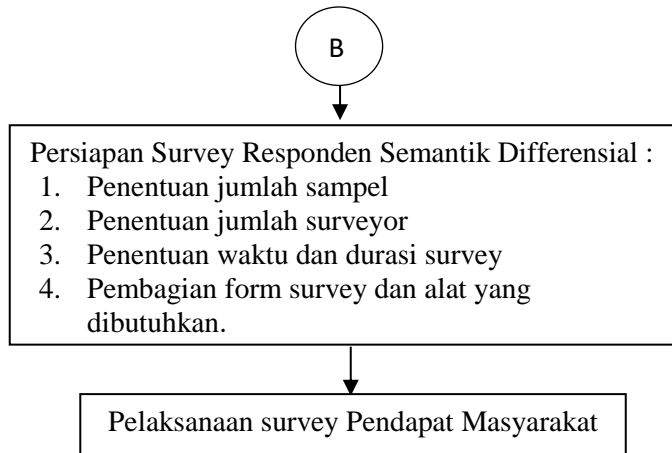 B
Persiapan Survey Responden Semantik Differensial :
1. Penentuan jumlah sampel
2. Penentuan jumlah surveyor
3. Penentuan waktu dan durasi survey
4. Pembagian form survey dan alat yang
dibutuhkan.
Pelaksanaan survey Pendapat Masyarakat